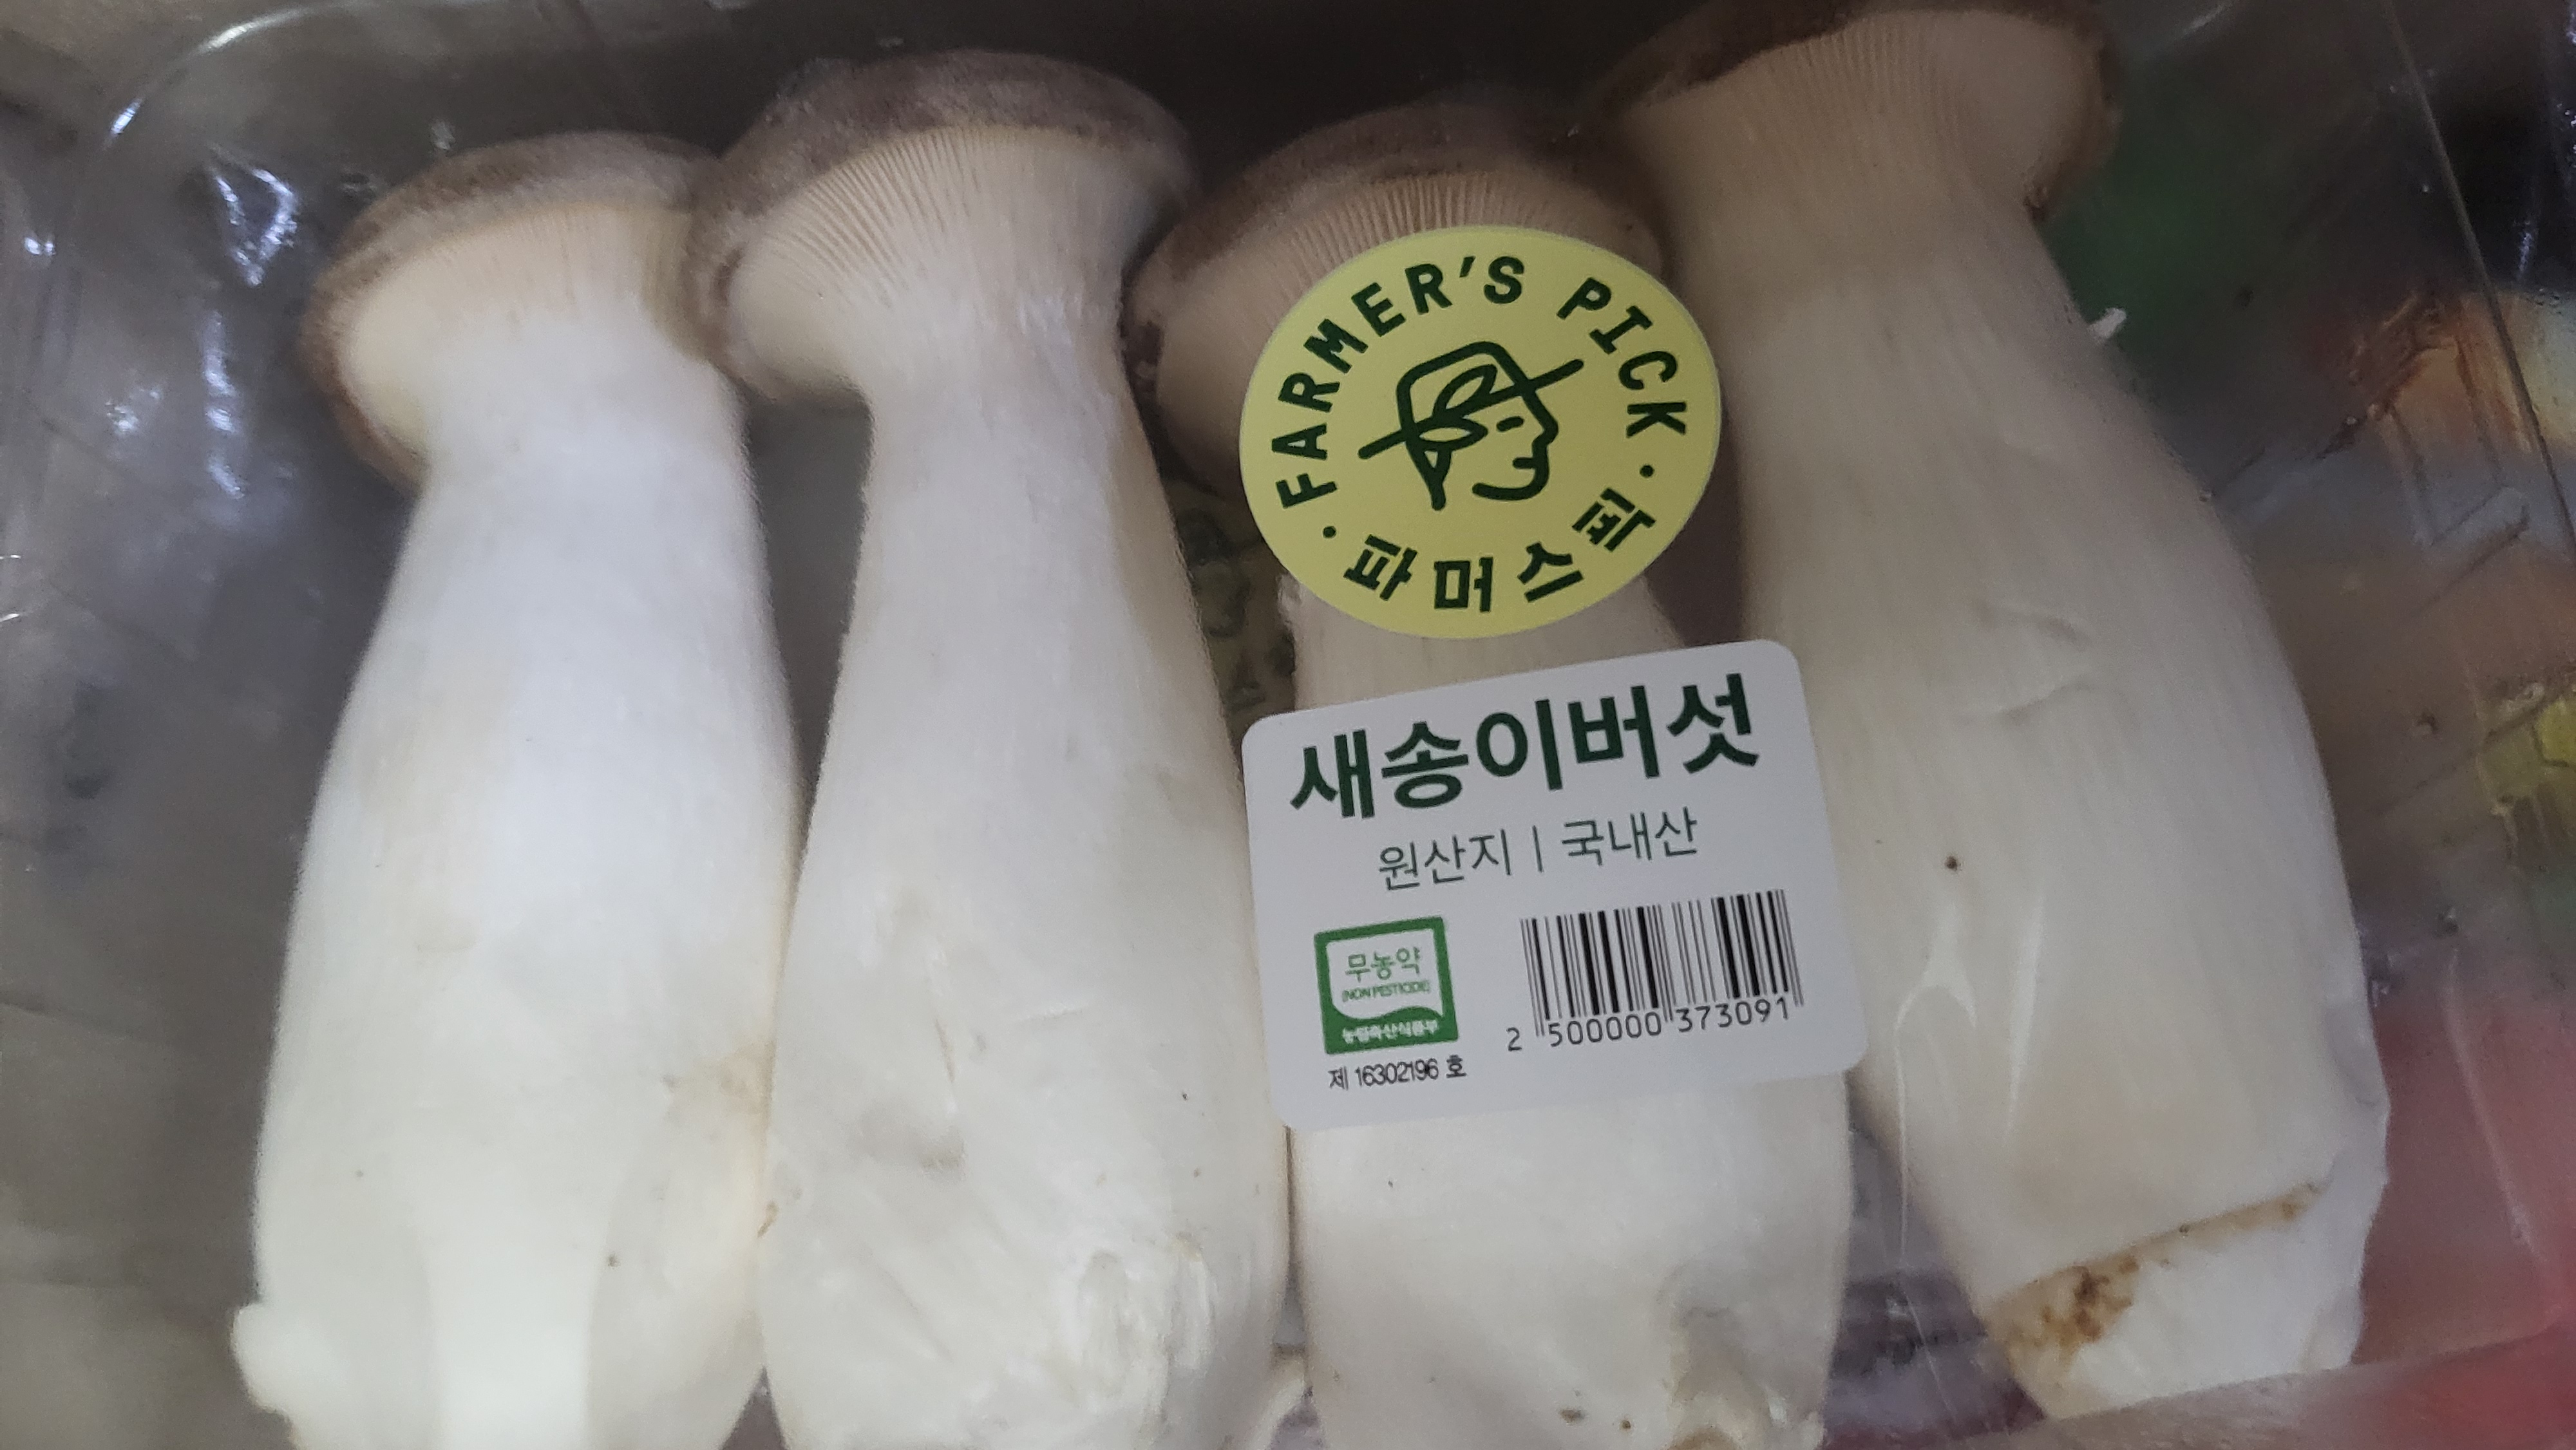 FARMER'S PICK
파머스픽
새송이버섯
원산지 | 국내산
무농약
(NON PESTICIDE)
농림축산식품부
제 16302196 호
2 500000 373091